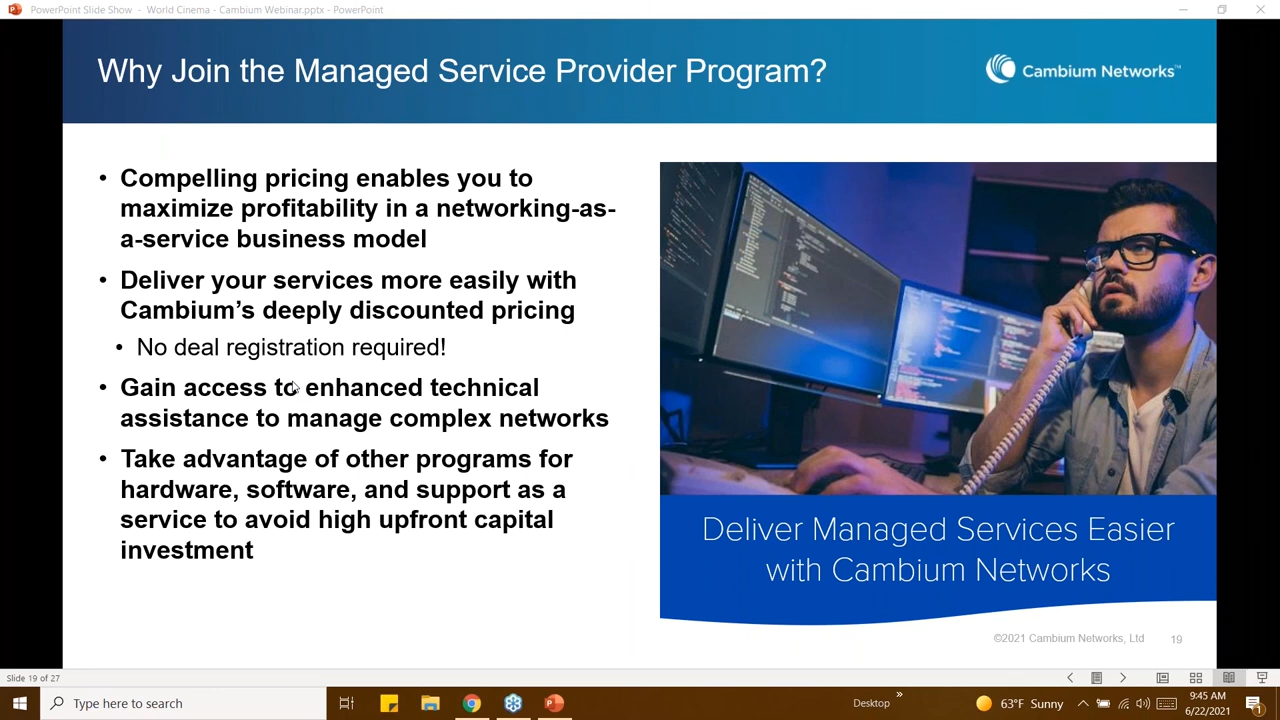 PowerPoint Slide Show - World Cinema - Cambium Webinar.pptx - PowerPoint
Why Join the Managed Service Provider Program?
Cambium Networks™
• Compelling pricing enables you to
maximize profitability in a networking-as-
a-service business model
• Deliver your services more easily with
Cambium’s deeply discounted pricing
• No deal registration required!
• Gain access to enhanced technical
assistance to manage complex networks
• Take advantage of other programs for
hardware, software, and support as a
service to avoid high upfront capital
investment
Deliver Managed Services Easier
with Cambium Networks
©2021 Cambium Networks, Ltd 19
Slide 19 of 27
Type here to search
Desktop
63°F Sunny
9:45 AM
6/22/2021
1